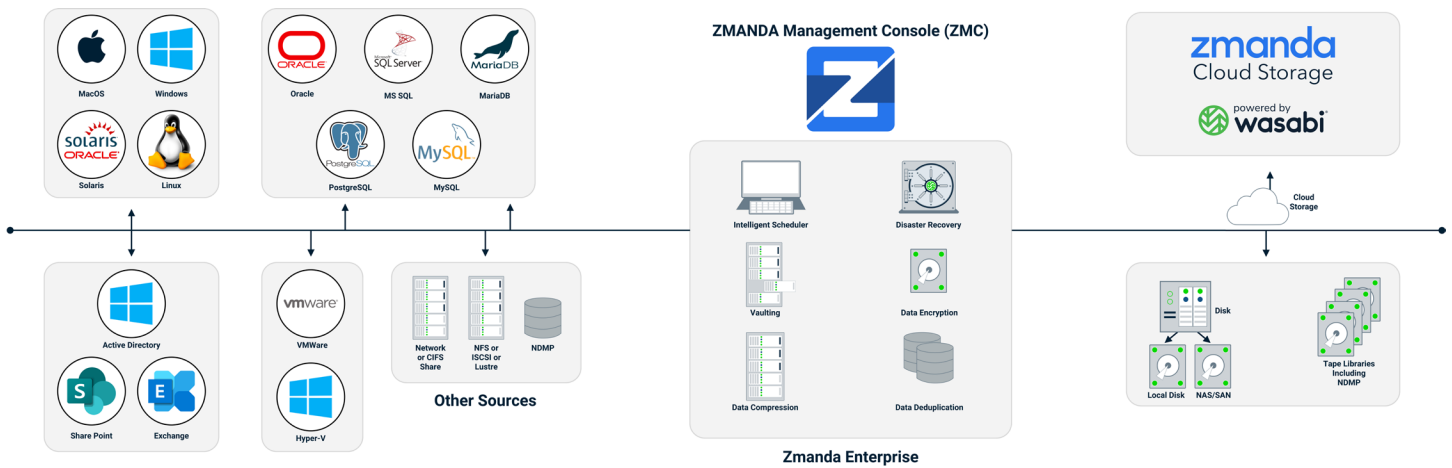 MacOS
Windows
SOLARIS
ORACLE
Solaris
Linux
ORACLE
Oracle
Microsoft
SQL Server
MS SQL
MariaDB
MariaDB
PostgreSQL
PostgreSQL
MySQL
MySQL
ZMANDA Management Console (ZMC)
Z
zmanda
Cloud Storage
powered by
wasabi
Cloud
Storage
Active Directory
S
Share Point
E
Exchange
vmware
VMWare
Hyper-V
Network
or CIFS
Share
NFS or
ISCSI or
Lustre
NDMP
Other Sources
Intelligent Scheduler
Disaster Recovery
Vaulting
Data Encryption
Data Compression
Data Deduplication
Zmanda Enterprise
Disk
Local Disk
NAS/SAN
Tape Libraries
Including
NDMP